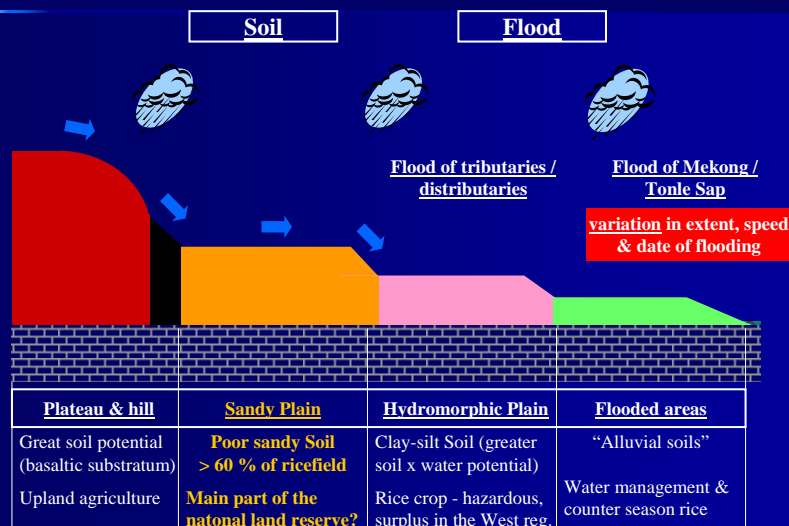 Soil
Flood
Flood of tributaries /
distributaries
Flood of Mekong /
Tonle Sap
variation in extent, speed
& date of flooding
Plateau & hill
Great soil potential
(basaltic substratum)
Upland agriculture
Sandy Plain
Poor sandy Soil
> 60 % of ricefield
Main part of the
natonal land reserve?
Hydromorphic Plain
Clay-silt Soil (greater
soil x water potential)
Rice crop - hazardous,
surplus in the West reg.
Flooded areas
“Alluvial soils”
Water management &
counter season rice